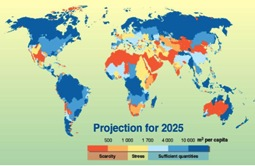 Projection for 2025
500 1 000 1 700 4 000 10 000 m³ per capita
Scarcity Stress Sufficient quantities